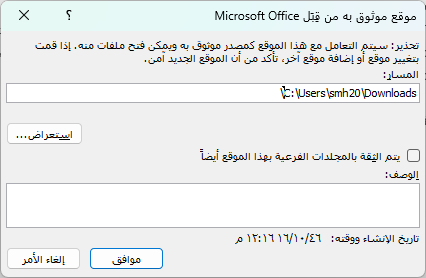 موقع موثوق به من قِبَل Microsoft Office
تحذير: سيتم التعامل مع هذا الموقع كمصدر موثوق به ويمكن فتح ملفات منه. إذا قمت
بتغيير موقع أو إضافة موقع آخر، تأكد من أن الموقع الجديد آمن.
المسار:
C:\Users\smh20\Downloads\
استعراض...
يتم الثقة بالمجلدات الفرعية بهذا الموقع أيضاً
الوصف:
تاريخ الإنشاء ووقته: ١٦/١٠/٤٦ ١٢:١٦ م
موافق
إلغاء الأمر